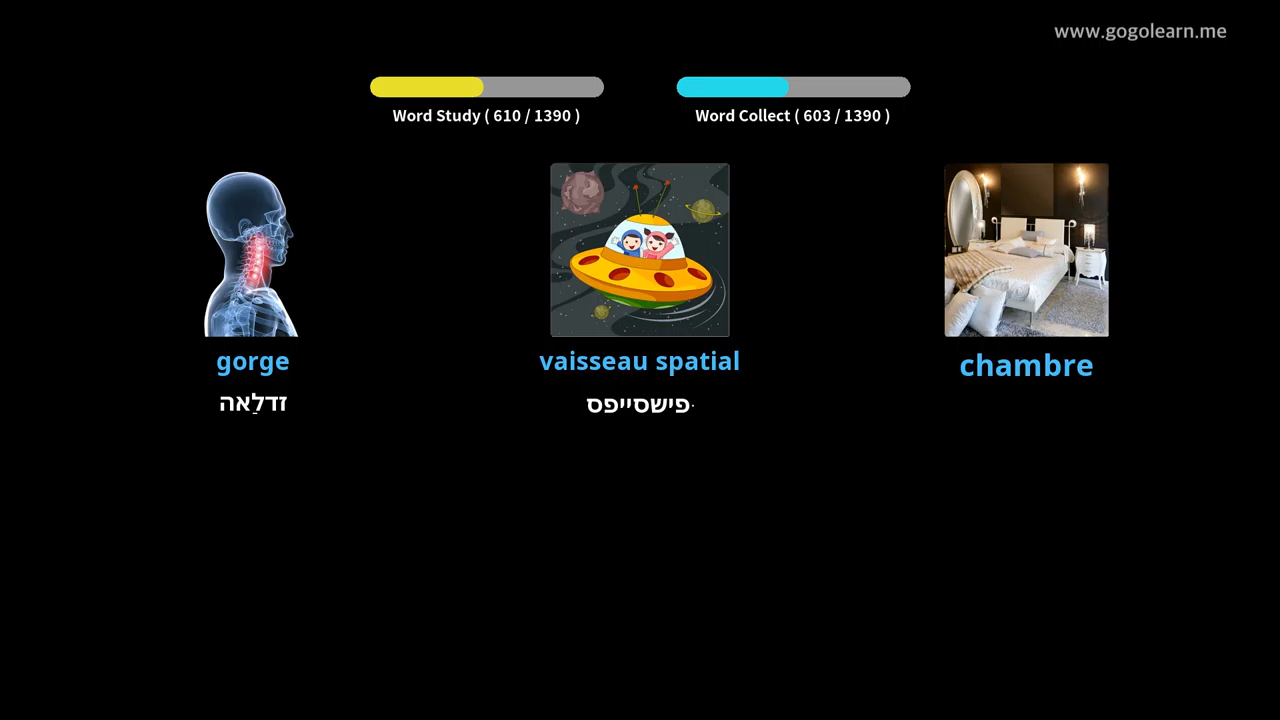 www.gogolearn.me
Word Study ( 610 / 1390 )
Word Collect ( 603 / 1390 )
gorge
vaisseau spatial
chambre
זדלַאה
פישסייפס